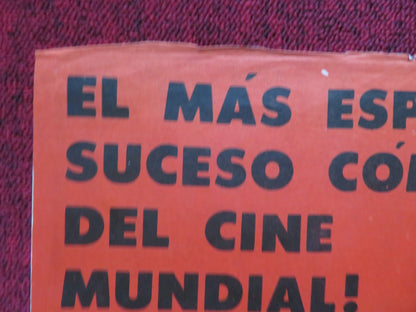 EL MÁS ESP
SUCESO CÓ
DEL CINE
MUNDIAL!